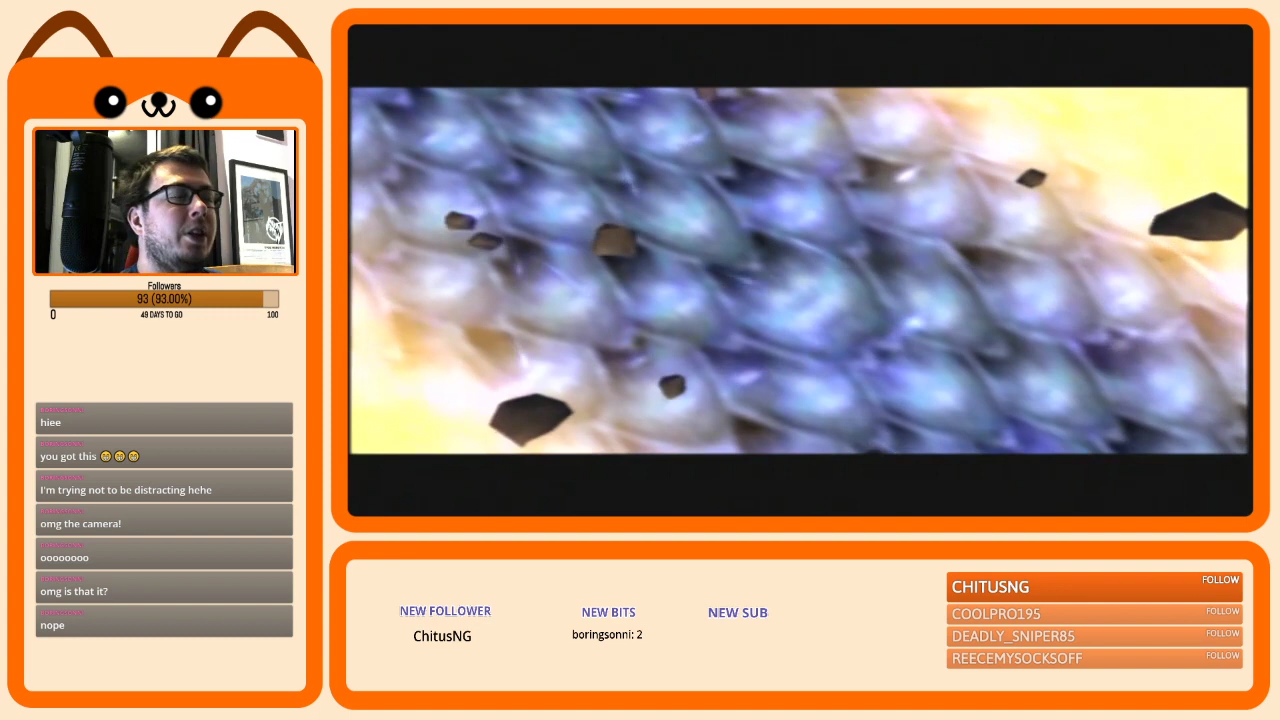 Followers
93 (93.00%)
0
49 DAYS TO GO
100
hiee
you got this 😁😁😁
I'm trying not to be distracting hehe
omg the camera!
oooooooo
omg is that it?
nope
NEW FOLLOWER
ChitusNG
NEW BITS
boringsonni: 2
NEW SUB
CHITUSNG FOLLOW
COOLPRO195 FOLLOW
DEADLY_SNIPER85 FOLLOW
REECEMYSOCKSOFF FOLLOW